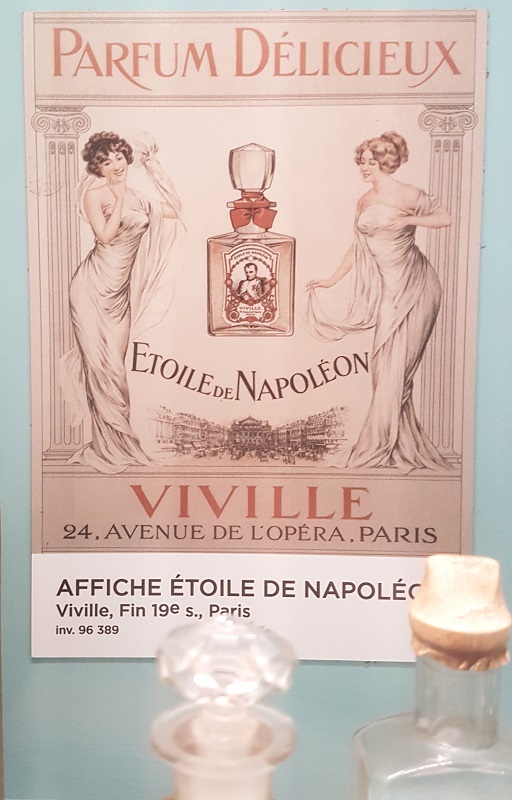 PARFUM DÉLICIEUX
VIVILLE
ETOILE DE NAPOLÉON
VIVILLE
24, AVENUE DE L'OPÉRA, PARIS
AFFICHE ÉTOILE DE
Viville, Fin 19e s., Paris
inv. 96 389